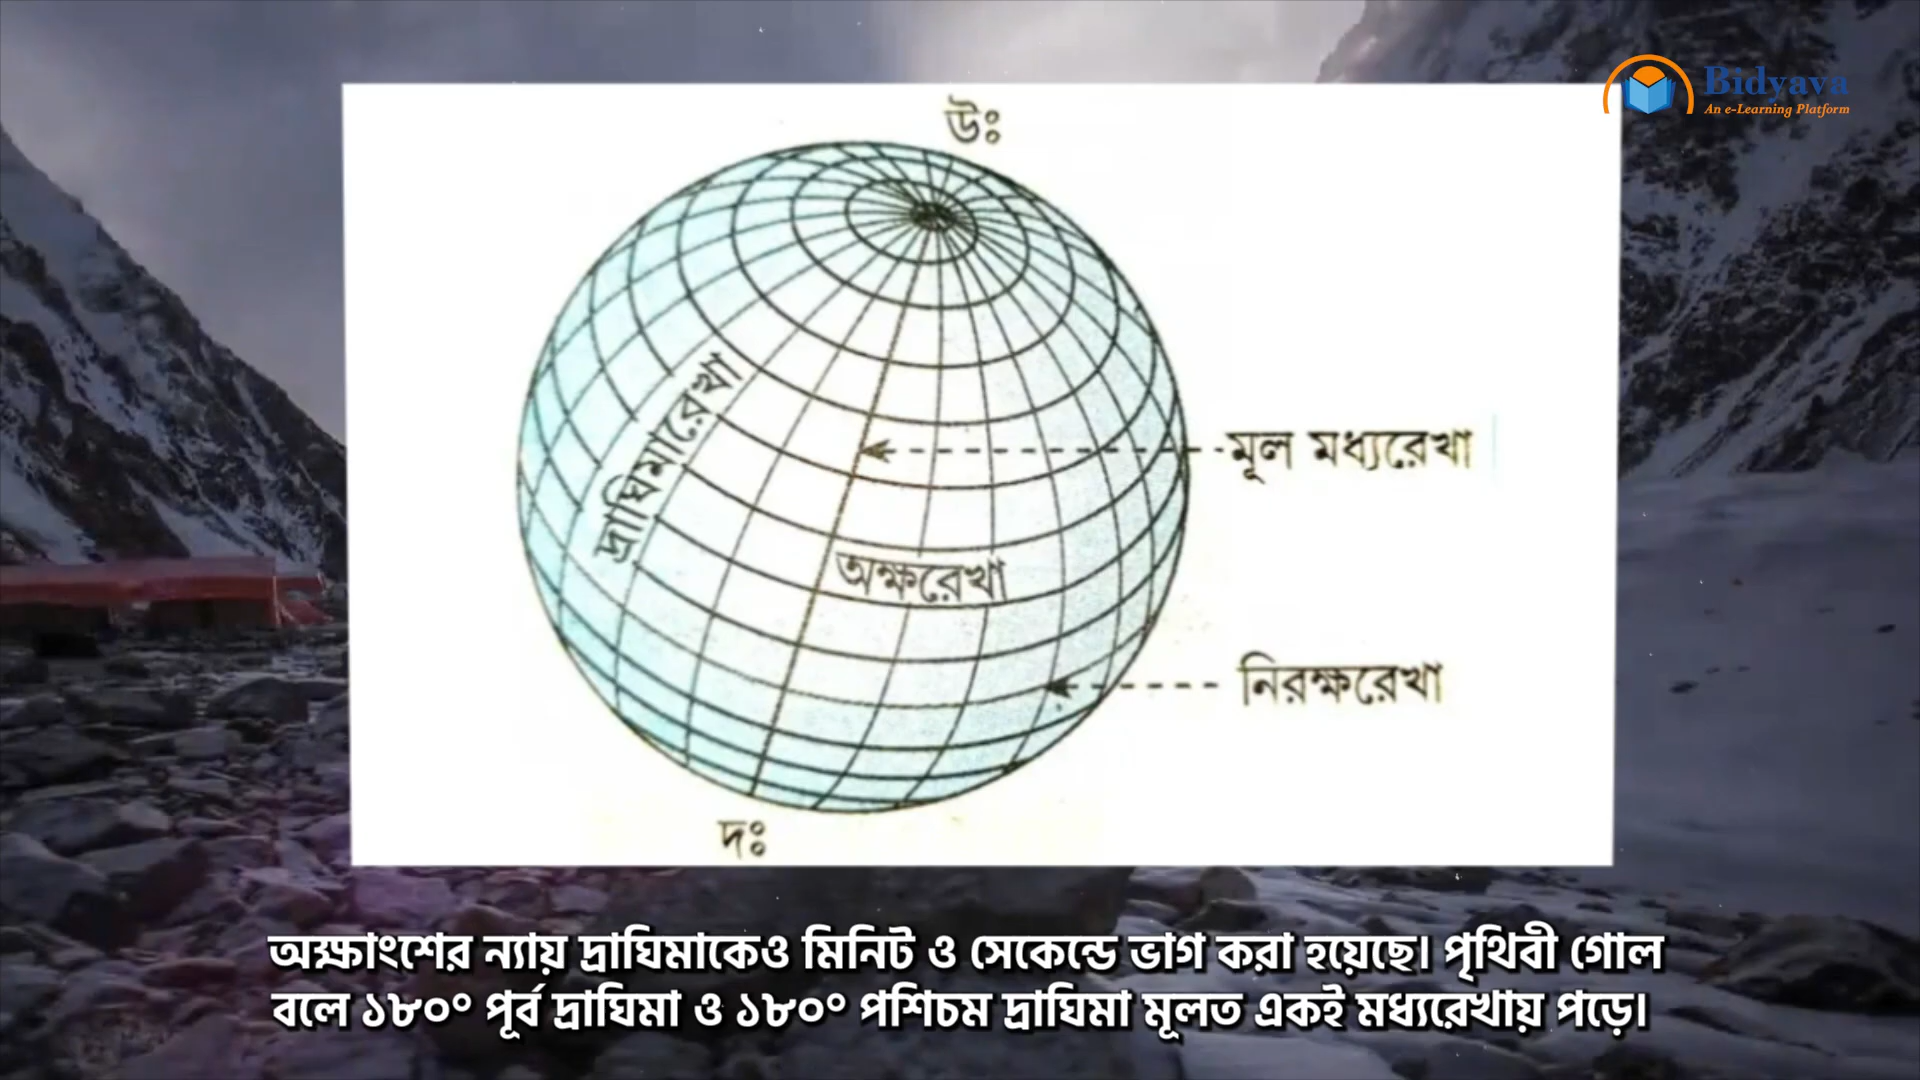 Bidyava
An e-Learning Platform
উঃ
দ্রাঘিমারেখা
মূল মধ্যরেখা
অক্ষরেখা
নিরক্ষরেখা
দঃ
অক্ষাংশের ন্যায় দ্রাঘিমাকেও মিনিট ও সেকেন্ডে ভাগ করা হয়েছে। পৃথিবী গোল
বলে ১৮০° পূর্ব দ্রাঘিমা ও ১৮০° পশ্চিম দ্রাঘিমা মূলত একই মধ্যরেখায় পড়ে।